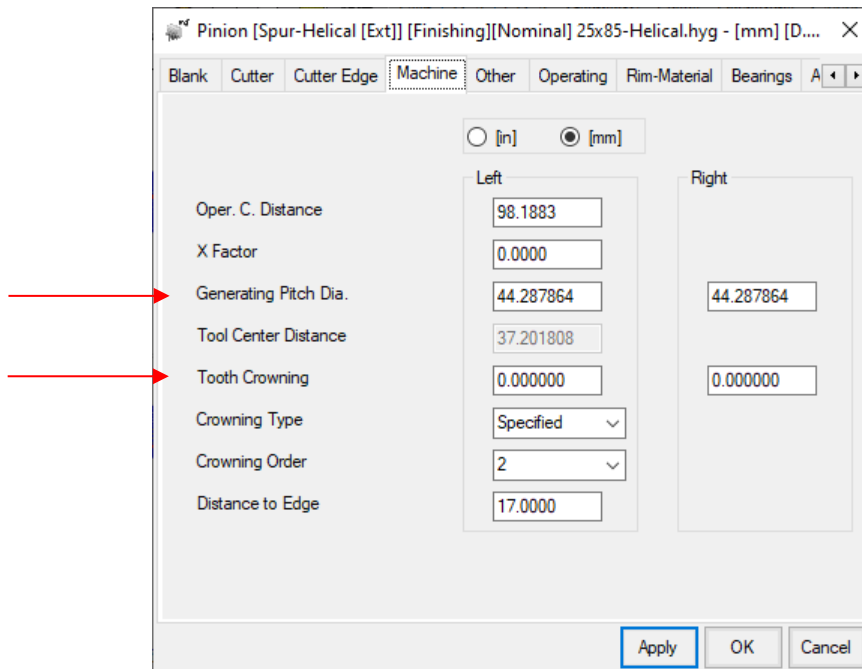 Pinion [Spur-Helical [Ext]] [Finishing][Nominal] 25x85-Helical.hyg - [mm] [D....
Blank Cutter Cutter Edge Machine Other Operating Rim-Material Bearings A
[in] [mm]
Left Right
Oper. C. Distance 98.1883
X Factor 0.0000
Generating Pitch Dia. 44.287864 44.287864
Tool Center Distance 37.201808
Tooth Crowning 0.000000 0.000000
Crowning Type Specified
Crowning Order 2
Distance to Edge 17.0000
Apply OK Cancel